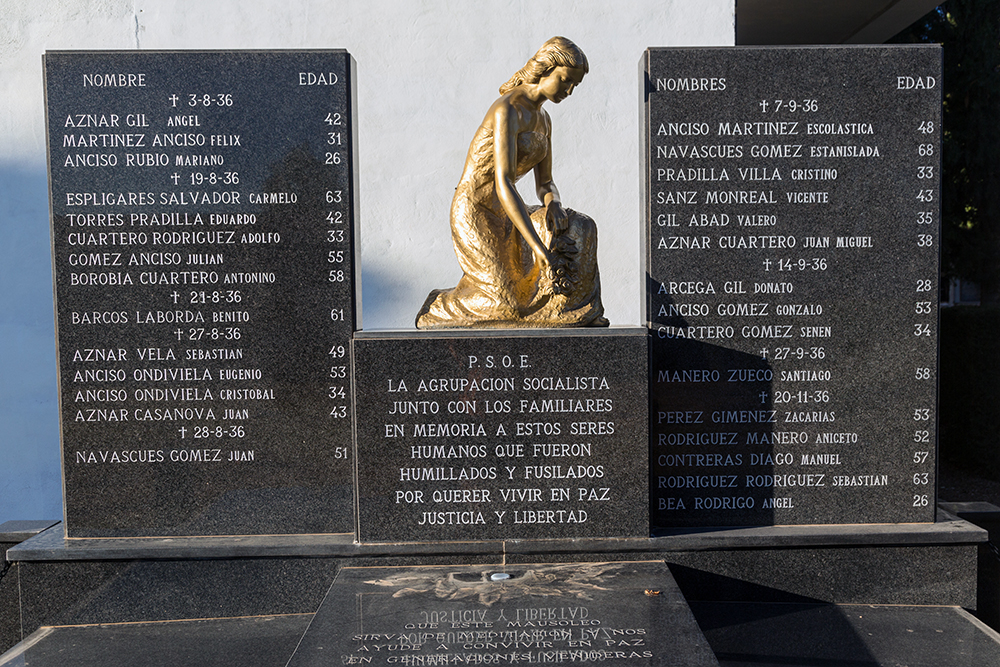 NOMBRE EDAD
✝ 3-8-36
AZNAR GIL ANGEL 42
MARTINEZ ANCISO FELIX 31
ANCISO RUBIO MARIANO 26
✝ 19-8-36
ESPLIGARES SALVADOR CARMELO 63
TORRES PRADILLA EDUARDO 42
CUARTERO RODRIGUEZ ADOLFO 33
GOMEZ ANCISO JULIAN 55
BOROBIA CUARTERO ANTONINO 58
✝ 21-8-36
BARCOS LABORDA BENITO 61
✝ 27-8-36
AZNAR VELA SEBASTIAN 49
ANCISO ONDIVIELA EUGENIO 53
ANCISO ONDIVIELA CRISTOBAL 34
AZNAR CASANOVA JUAN 43
✝ 28-8-36
NAVASCUES GOMEZ JUAN 51
P.S.O.E.
LA AGRUPACION SOCIALISTA
JUNTO CON LOS FAMILIARES
EN MEMORIA A ESTOS SERES
HUMANOS QUE FUERON
HUMILLADOS Y FUSILADOS
POR QUERER VIVIR EN PAZ
JUSTICIA Y LIBERTAD
NOMBRES EDAD
✝ 7-9-36
ANCISO MARTINEZ ESCOLASTICA 48
NAVASCUES GOMEZ ESTANISLADA 68
PRADILLA VILLA CRISTINO 33
SANZ MONREAL VICENTE 43
GIL ABAD VALERO 35
AZNAR CUARTERO JUAN MIGUEL 38
✝ 14-9-36
ARCEGA GIL DONATO 28
ANCISO GOMEZ GONZALO 53
CUARTERO GOMEZ SENEN 34
✝ 27-9-36
MANERO ZUECO SANTIAGO 58
✝ 20-11-36
PEREZ GIMENEZ ZACARIAS 53
RODRIGUEZ MANERO ANICETO 52
CONTRERAS DIAGO MANUEL 57
RODRIGUEZ RODRIGUEZ SEBASTIAN 63
BEA RODRIGO ANGEL 26
QUE ESTE MAUSOLEO
SIRVA DE MEDITACION Y NOS
AYUDE A CONVIVIR EN PAZ
EN GENERACIONES VENIDERAS